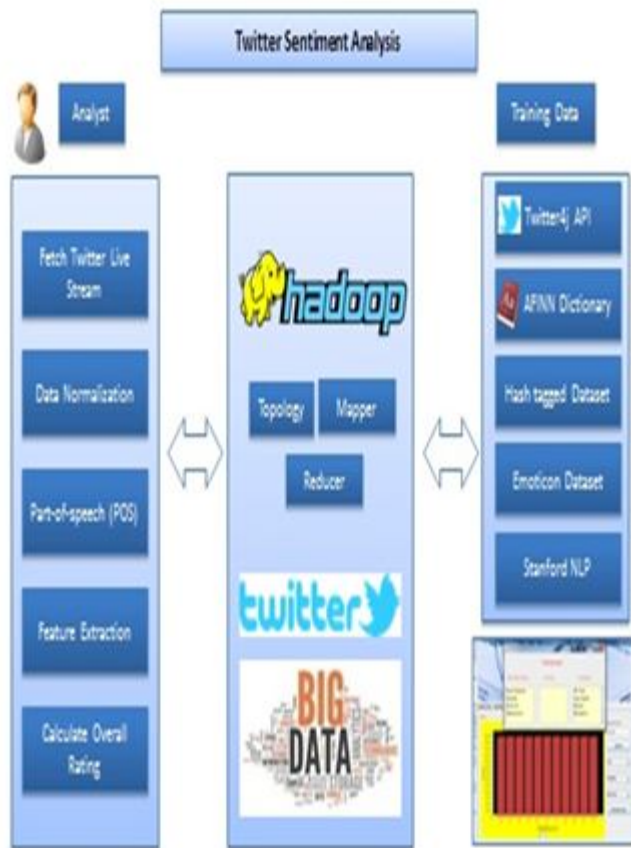 Twitter Sentiment Analysis
Analyst
Training Data
Fetch Twitter Live
Stream
Data Normalization
Part-of-speech (POS)
Feature Extraction
Calculate Overall
Rating
hadoop
Topology
Mapper
Reducer
twitter
BIG
DATA
Twitter4j API
AFINN Dictionary
Hash tagged Dataset
Emoticon Dataset
Stanford NLP